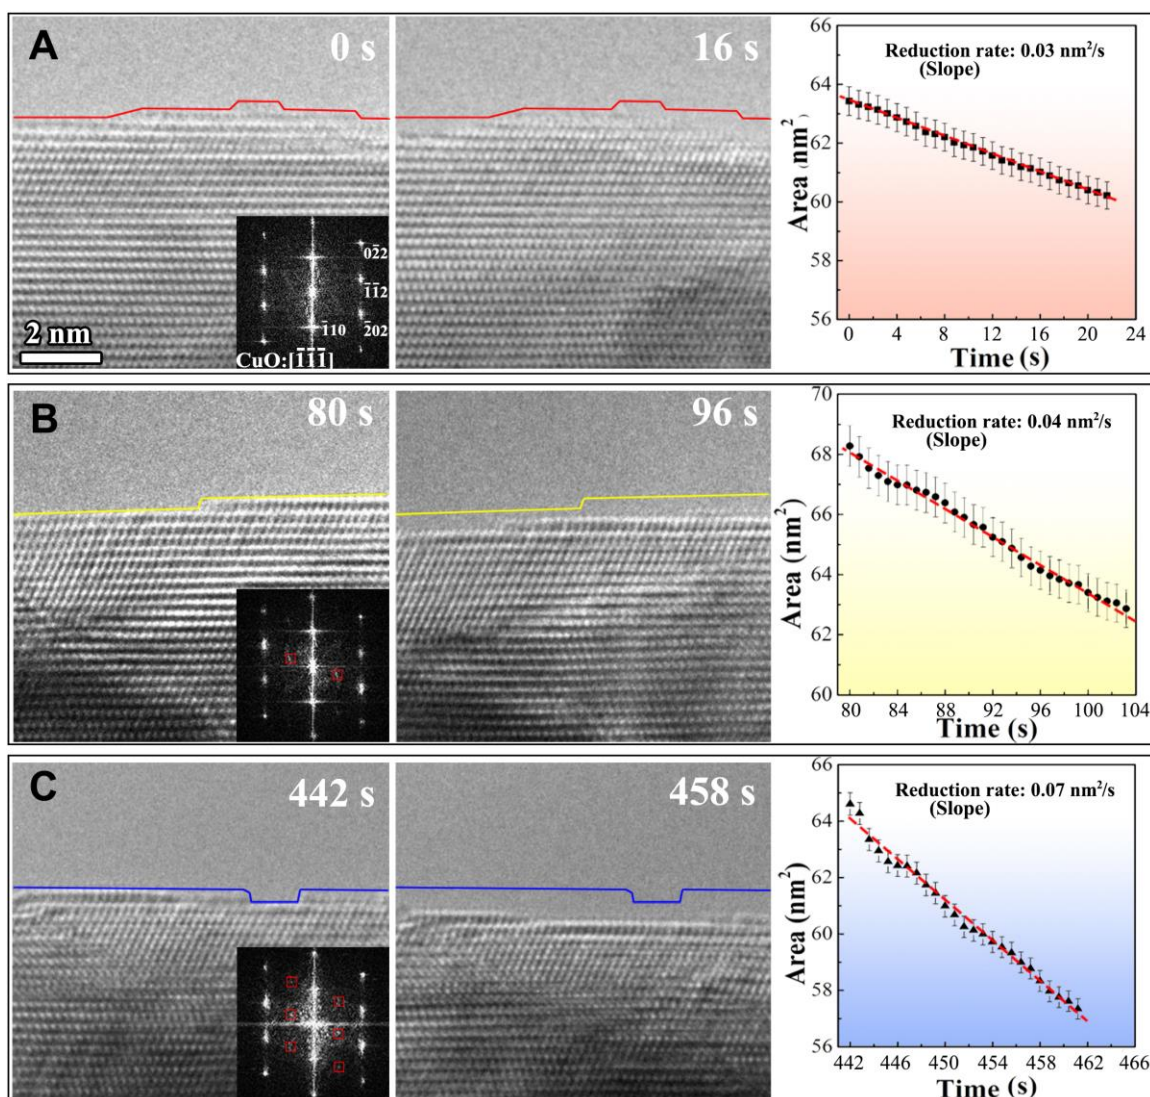 A
0 s
16 s
02̄2
1̄1̄2
1̄10
2̄02
2 nm
CuO:[1̄1̄1̄]
Reduction rate: 0.03 nm²/s
(Slope)
66
64
62
60
58
56
Area (nm²)
0 4 8 12 16 20 24
Time (s)
B
80 s
96 s
Reduction rate: 0.04 nm²/s
(Slope)
70
68
66
64
62
60
Area (nm²)
80 84 88 92 96 100 104
Time (s)
C
442 s
458 s
Reduction rate: 0.07 nm²/s
(Slope)
66
64
62
60
58
56
Area (nm²)
442 446 450 454 458 462 466
Time (s)